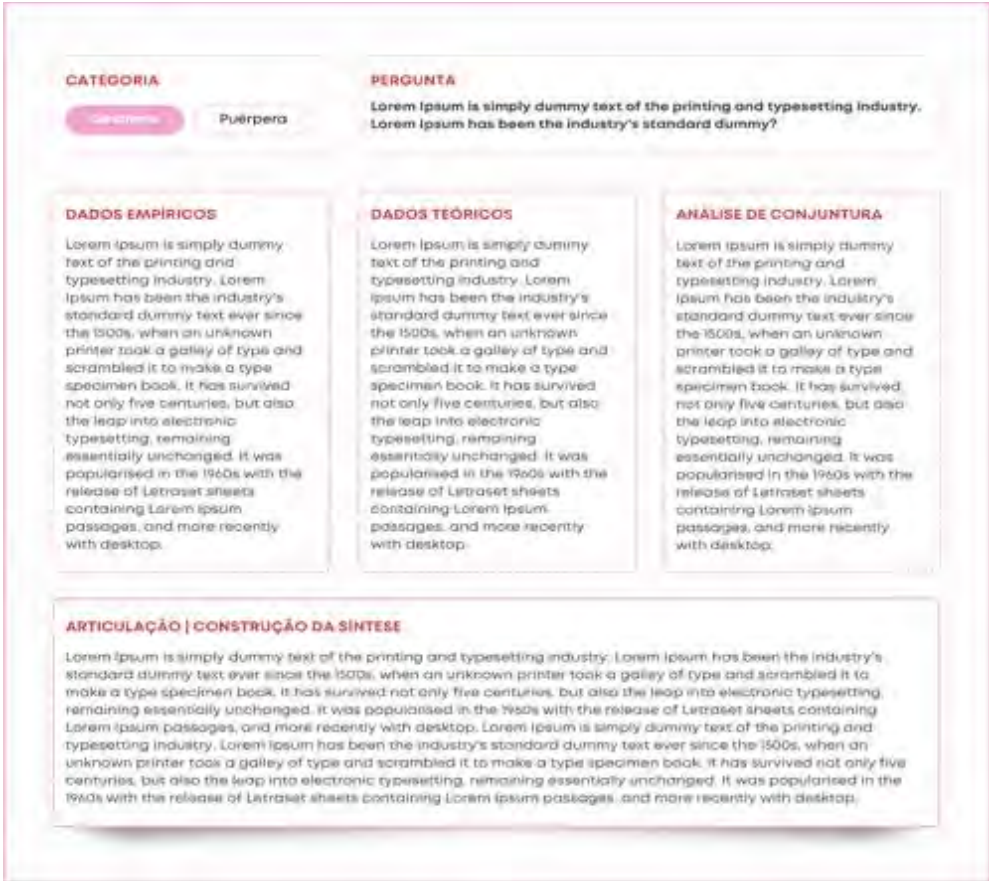 CATEGORIA
Gestante
Puérpera
PERGUNTA
Lorem Ipsum is simply dummy text of the printing and typesetting industry.
Lorem Ipsum has been the industry's standard dummy?
DADOS EMPÍRICOS
Lorem Ipsum is simply dummy
text of the printing and
typesetting industry. Lorem
Ipsum has been the industry's
standard dummy text ever since
the 1500s, when an unknown
printer took a galley of type and
scrambled it to make a type
specimen book. It has survived
not only five centuries, but also
the leap into electronic
typesetting, remaining
essentially unchanged. It was
popularised in the 1960s with the
release of Letraset sheets
containing Lorem Ipsum
passages, and more recently
with desktop.
DADOS TEÓRICOS
Lorem Ipsum is simply dummy
text of the printing and
typesetting industry. Lorem
Ipsum has been the industry's
standard dummy text ever since
the 1500s, when an unknown
printer took a galley of type and
scrambled it to make a type
specimen book. It has survived
not only five centuries, but also
the leap into electronic
typesetting, remaining
essentially unchanged. It was
popularised in the 1960s with the
release of Letraset sheets
containing Lorem Ipsum
passages, and more recently
with desktop.
ANÁLISE DE CONJUNTURA
Lorem Ipsum is simply dummy
text of the printing and
typesetting industry. Lorem
Ipsum has been the industry's
standard dummy text ever since
the 1500s, when an unknown
printer took a galley of type and
scrambled it to make a type
specimen book. It has survived
not only five centuries, but also
the leap into electronic
typesetting, remaining
essentially unchanged. It was
popularised in the 1960s with the
release of Letraset sheets
containing Lorem Ipsum
passages, and more recently
with desktop.
ARTICULAÇÃO | CONSTRUÇÃO DA SÍNTESE
Lorem Ipsum is simply dummy text of the printing and typesetting industry. Lorem Ipsum has been the industry's
standard dummy text ever since the 1500s, when an unknown printer took a galley of type and scrambled it to
make a type specimen book. It has survived not only five centuries, but also the leap into electronic typesetting,
remaining essentially unchanged. It was popularised in the 1960s with the release of Letraset sheets containing
Lorem Ipsum passages, and more recently with desktop. Lorem Ipsum is simply dummy text of the printing and
typesetting industry. Lorem Ipsum has been the industry's standard dummy text ever since the 1500s, when an
unknown printer took a galley of type and scrambled it to make a type specimen book. It has survived not only five
centuries, but also the leap into electronic typesetting, remaining essentially unchanged. It was popularised in the
1960s with the release of Letraset sheets containing Lorem Ipsum passages, and more recently with desktop.